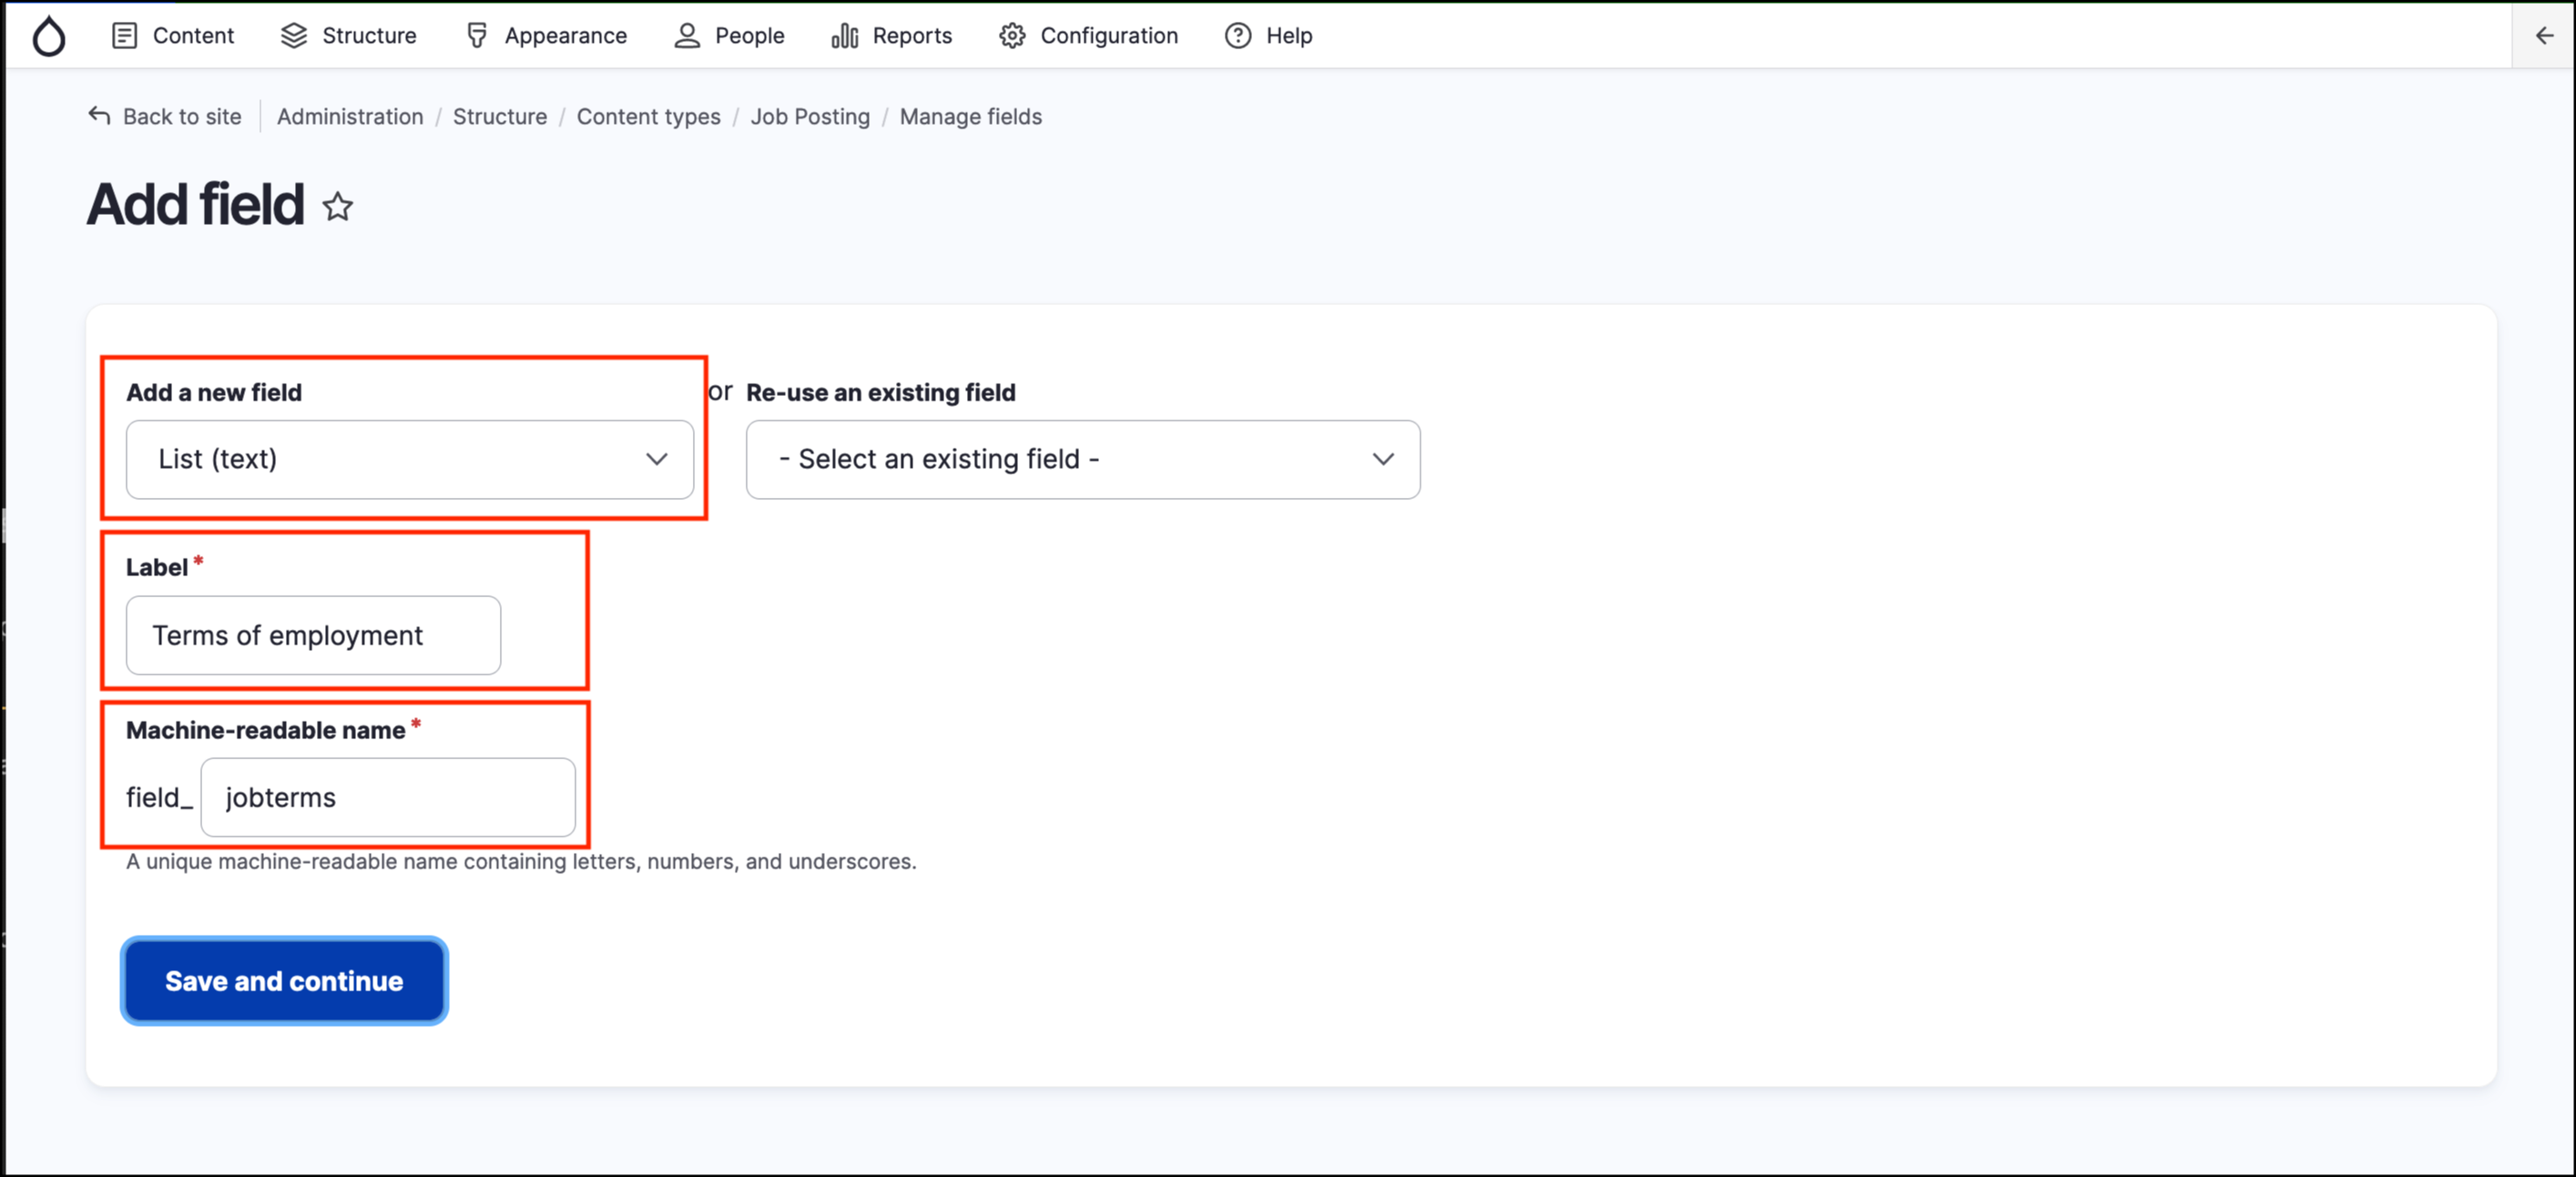 Content Structure Appearance People Reports Configuration Help
Back to site Administration / Structure / Content types / Job Posting / Manage fields
Add field
Add a new field or Re-use an existing field
List (text) - Select an existing field -
Label *
Terms of employment
Machine-readable name *
field_ jobterms
A unique machine-readable name containing letters, numbers, and underscores.
Save and continue